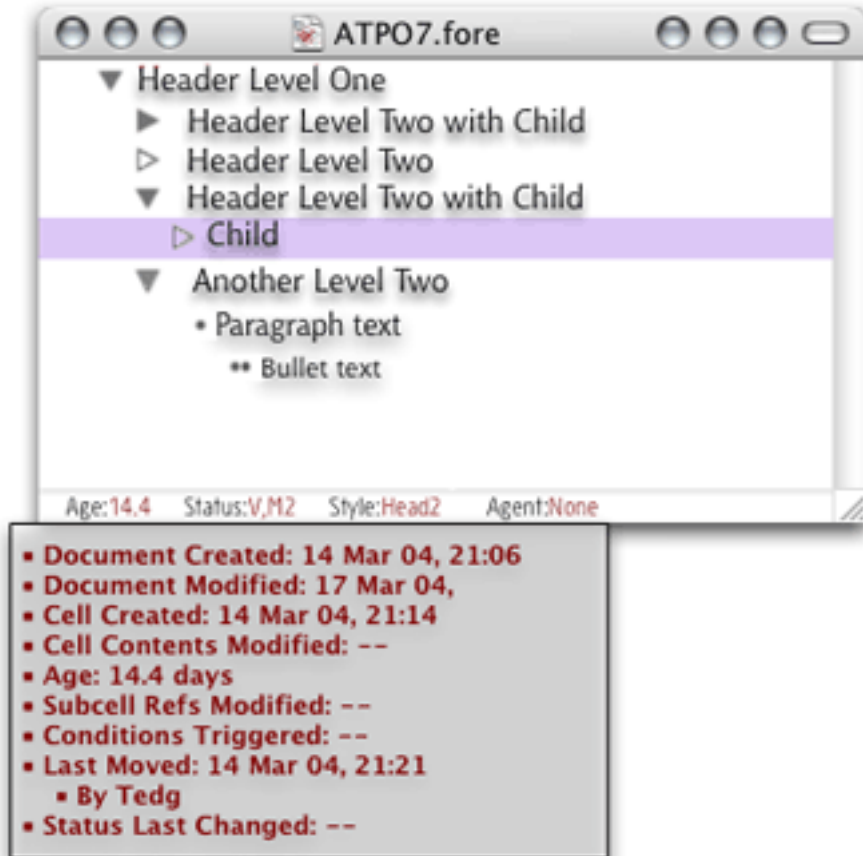 ATPO7.fore
Header Level One
Header Level Two with Child
Header Level Two
Header Level Two with Child
Child
Another Level Two
• Paragraph text
•• Bullet text
Age:14.4 Status:V,M2 Style:Head2 Agent:None
▪ Document Created: 14 Mar 04, 21:06
▪ Document Modified: 17 Mar 04,
▪ Cell Created: 14 Mar 04, 21:14
▪ Cell Contents Modified: --
▪ Age: 14.4 days
▪ Subcell Refs Modified: --
▪ Conditions Triggered: --
▪ Last Moved: 14 Mar 04, 21:21
▪ By Tedg
▪ Status Last Changed: --